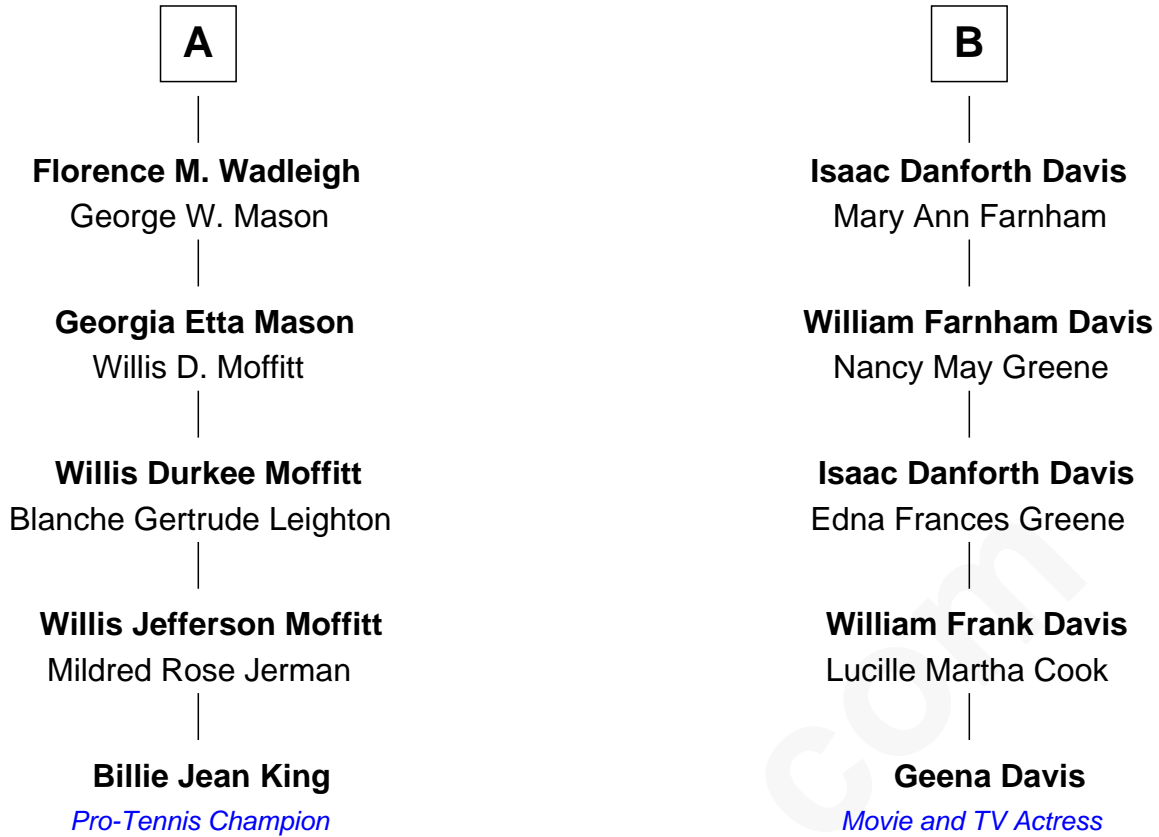 A
Florence M. Wadleigh
George W. Mason
Georgia Etta Mason
Willis D. Moffitt
Willis Durkee Moffitt
Blanche Gertrude Leighton
Willis Jefferson Moffitt
Mildred Rose Jerman
Billie Jean King
Pro-Tennis Champion
B
Isaac Danforth Davis
Mary Ann Farnham
William Farnham Davis
Nancy May Greene
Isaac Danforth Davis
Edna Frances Greene
William Frank Davis
Lucille Martha Cook
Geena Davis
Movie and TV Actress
com